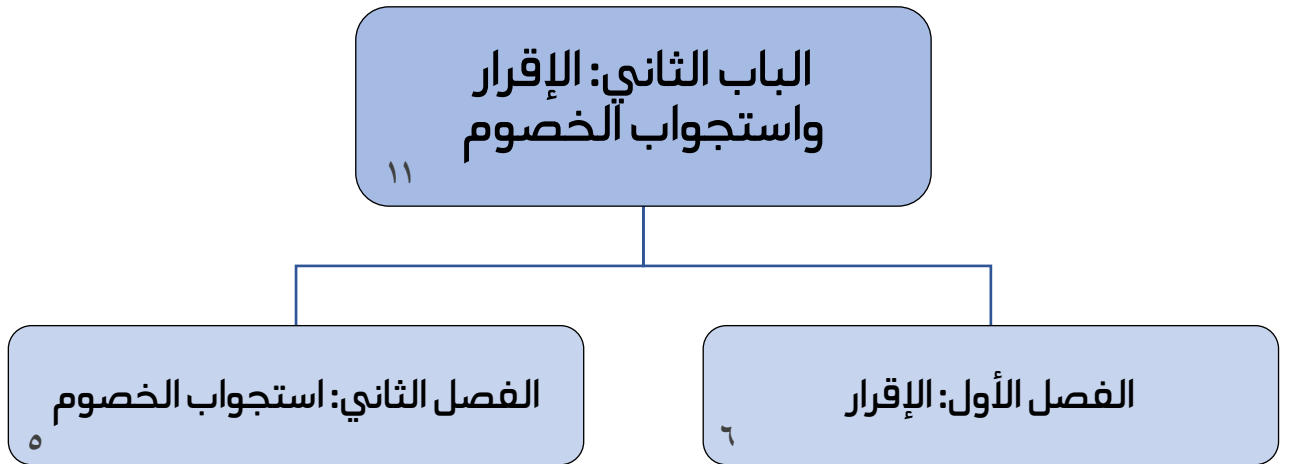 الباب الثاني: الإقرار
واستجواب الخصوم
١١
الفصل الأول: الإقرار
٦
الفصل الثاني: استجواب الخصوم
٥